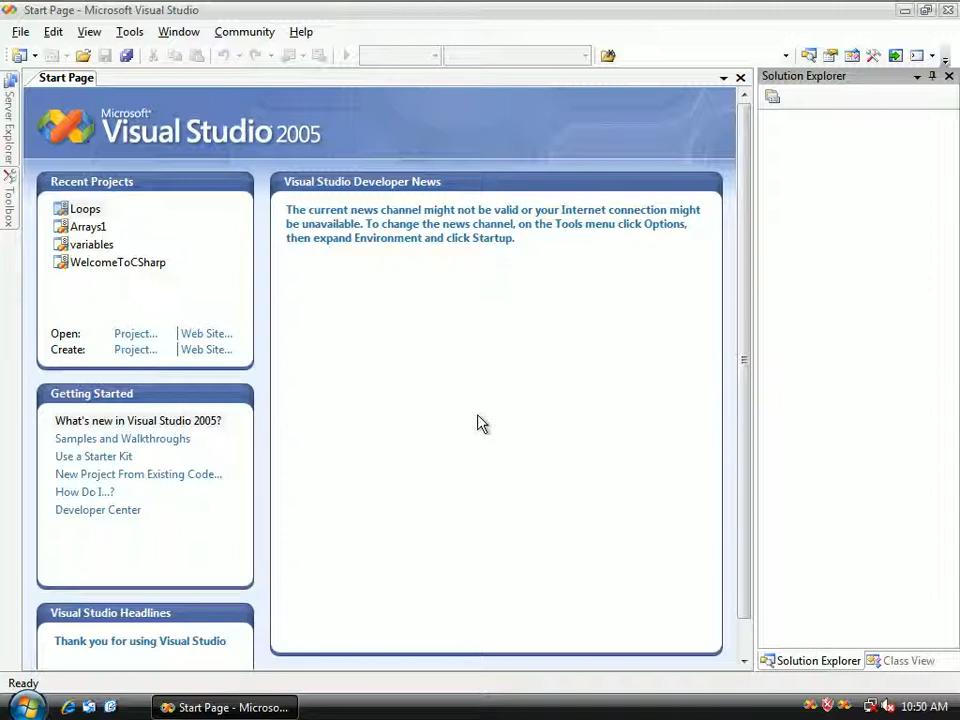 Start Page - Microsoft Visual Studio
File Edit View Tools Window Community Help
Start Page
Solution Explorer
Server Explorer
Toolbox
Microsoft
Visual Studio 2005
Recent Projects
Loops
Arrays1
variables
WelcomeToCSharp
Open: Project... | Web Site...
Create: Project... | Web Site...
Getting Started
What's new in Visual Studio 2005?
Samples and Walkthroughs
Use a Starter Kit
New Project From Existing Code...
How Do I...?
Developer Center
Visual Studio Headlines
Thank you for using Visual Studio
Visual Studio Developer News
The current news channel might not be valid or your Internet connection might
be unavailable. To change the news channel, on the Tools menu click Options,
then expand Environment and click Startup.
Solution Explorer Class View
Ready
Start Page - Microso... 10:50 AM